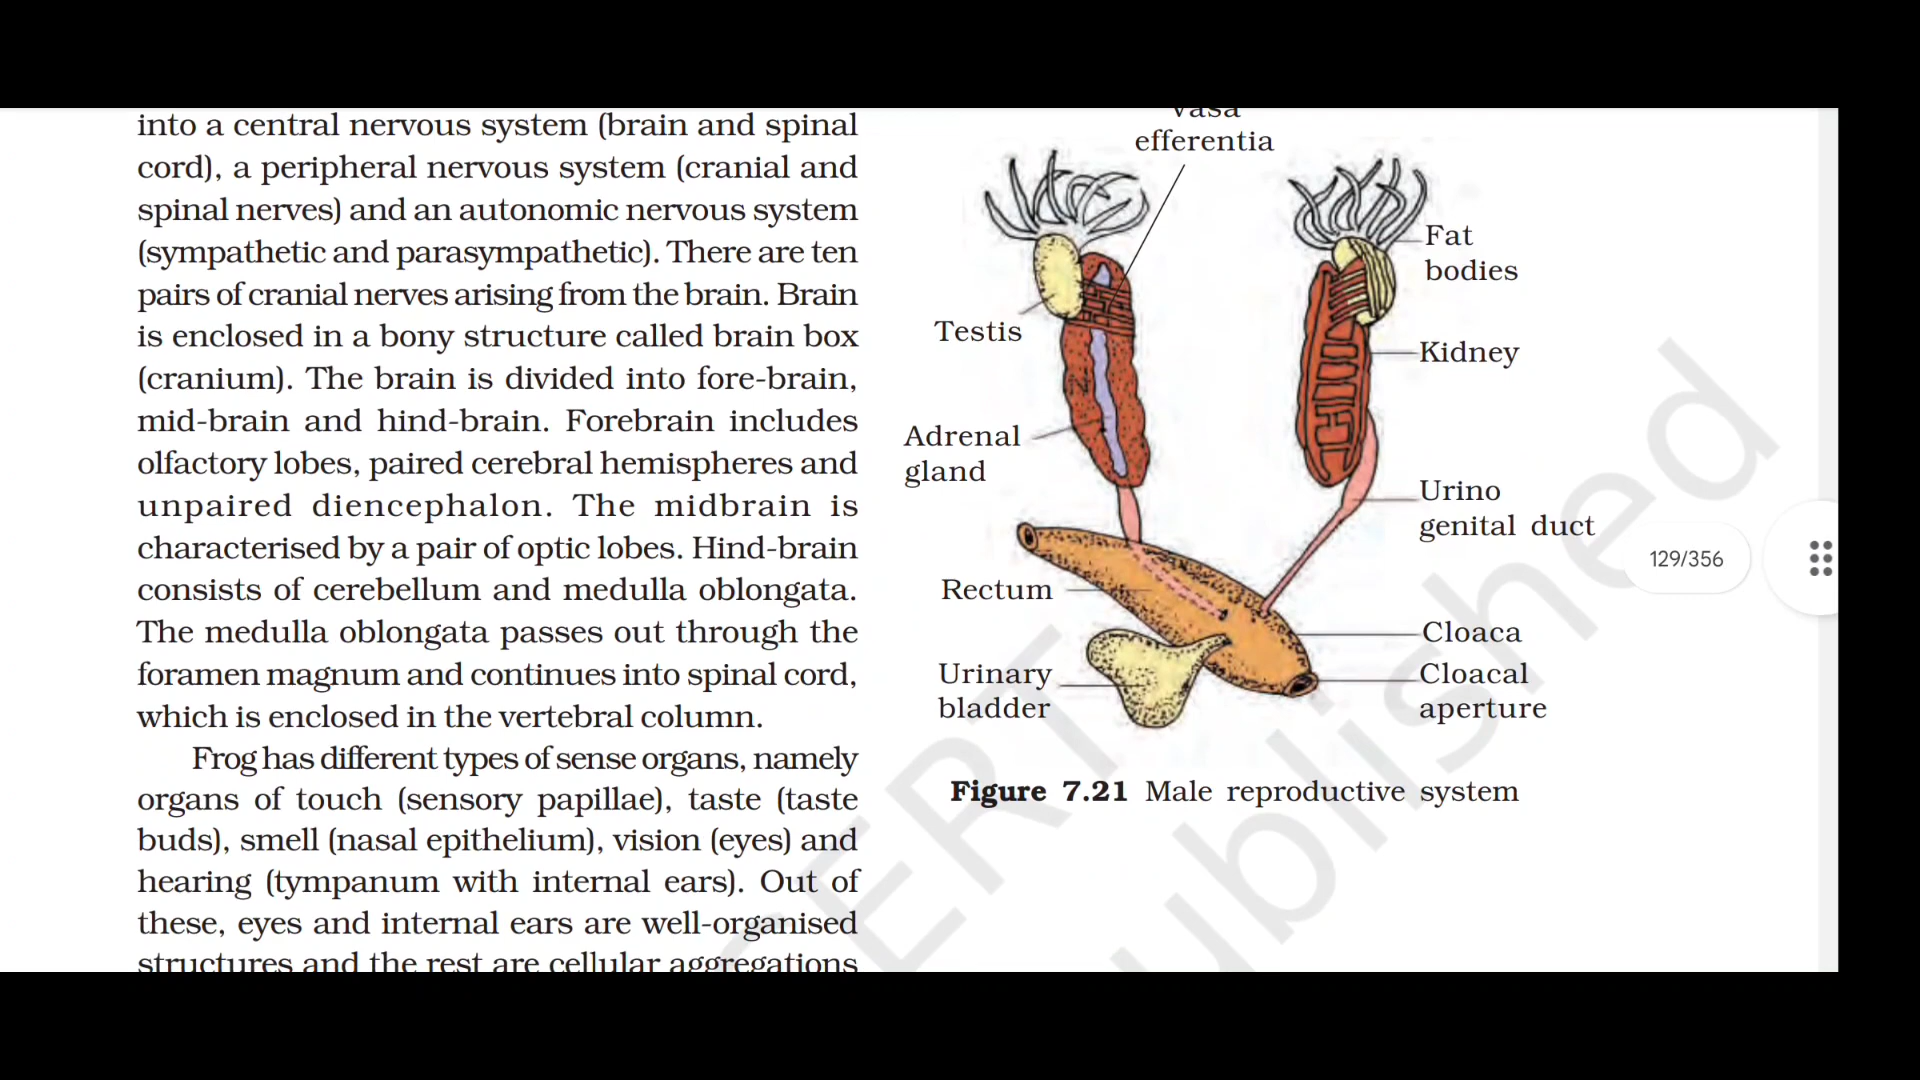 into a central nervous system (brain and spinal
cord), a peripheral nervous system (cranial and
spinal nerves) and an autonomic nervous system
(sympathetic and parasympathetic). There are ten
pairs of cranial nerves arising from the brain. Brain
is enclosed in a bony structure called brain box
(cranium). The brain is divided into fore-brain,
mid-brain and hind-brain. Forebrain includes
olfactory lobes, paired cerebral hemispheres and
unpaired diencephalon. The midbrain is
characterised by a pair of optic lobes. Hind-brain
consists of cerebellum and medulla oblongata.
The medulla oblongata passes out through the
foramen magnum and continues into spinal cord,
which is enclosed in the vertebral column.
Frog has different types of sense organs, namely
organs of touch (sensory papillae), taste (taste
buds), smell (nasal epithelium), vision (eyes) and
hearing (tympanum with internal ears). Out of
these, eyes and internal ears are well-organised
structures and the rest are cellular aggregations
Vasa
efferentia
Testis
Adrenal
gland
Rectum
Urinary
bladder
Fat
bodies
Kidney
Urino
genital duct
Cloaca
Cloacal
aperture
Figure 7.21 Male reproductive system
129/356
CERT
ublished